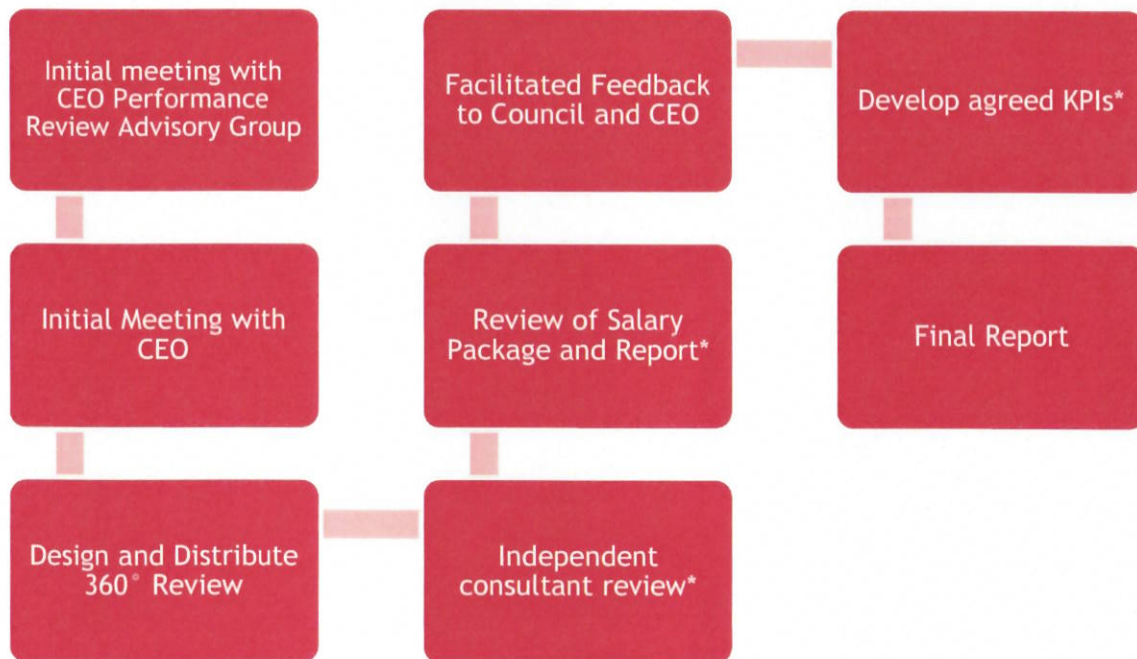 Initial meeting with
CEO Performance
Review Advisory Group
Initial Meeting with
CEO
Design and Distribute
360° Review
Independent
consultant review*
Review of Salary
Package and Report*
Facilitated Feedback
to Council and CEO
Develop agreed KPIs*
Final Report